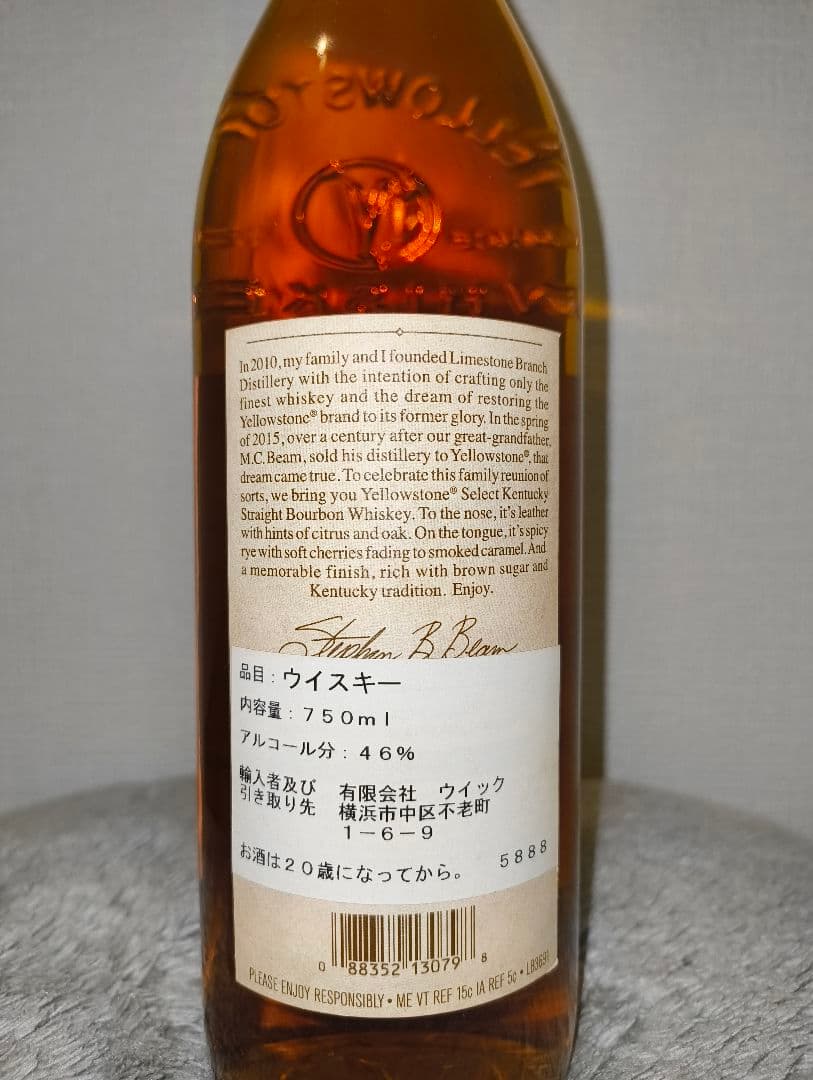 YELLOWSTO
In 2010, my family and I founded Limestone Branch
Distillery with the intention of crafting only the
finest whiskey and the dream of restoring the
Yellowstone® brand to its former glory. In the spring
of 2015, over a century after our great-grandfather,
M.C. Beam, sold his distillery to Yellowstone®, that
dream came true. To celebrate this family reunion of
sorts, we bring you Yellowstone® Select Kentucky
Straight Bourbon Whiskey. To the nose, it's leather
with hints of citrus and oak. On the tongue, it's spicy
rye with soft cherries fading to smoked caramel. And
a memorable finish, rich with brown sugar and
Kentucky tradition. Enjoy.
Stephen B Beam
品目：ウイスキー
内容量：７５０ｍｌ
アルコール分：４６％
輸入者及び 有限会社 ウイック
引き取り先 横浜市中区不老町
１－６－９
お酒は２０歳になってから。 ５８８８
0 88352 13079 8
PLEASE ENJOY RESPONSIBLY • ME VT REF 15c IA REF 5c •